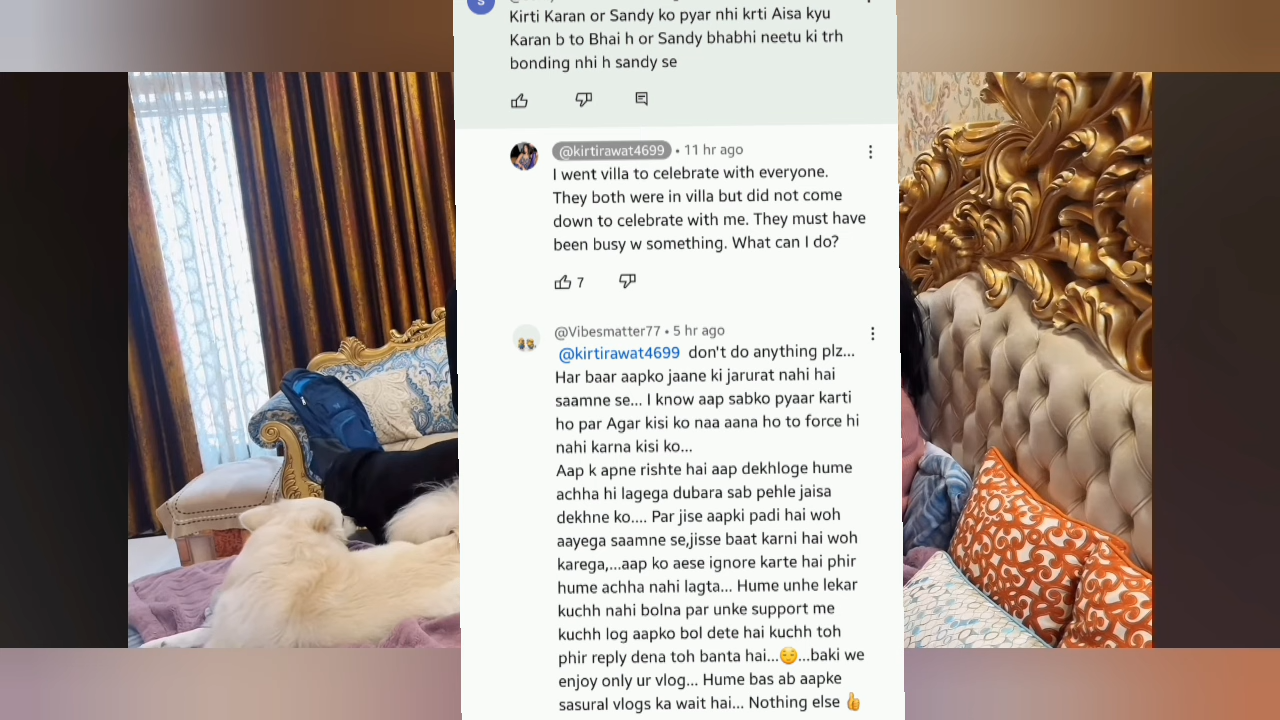 S
Kirti Karan or Sandy ko pyar nhi krti Aisa kyu
Karan b to Bhai h or Sandy bhabhi neetu ki trh
bonding nhi h sandy se
@kirtirawat4699 • 11 hr ago
I went villa to celebrate with everyone.
They both were in villa but did not come
down to celebrate with me. They must have
been busy w something. What can I do?
7
@Vibesmatter77 • 5 hr ago
@kirtirawat4699 don't do anything plz...
Har baar aapko jaane ki jarurat nahi hai
saamne se... I know aap sabko pyaar karti
ho par Agar kisi ko naa aana ho to force hi
nahi karna kisi ko...
Aap k apne rishte hai aap dekhloge hume
achha hi lagega dubara sab pehle jaisa
dekhne ko.... Par jise aapki padi hai woh
aayega saamne se,jisse baat karni hai woh
karega,...aap ko aese ignore karte hai phir
hume achha nahi lagta... Hume unhe lekar
kuchh nahi bolna par unke support me
kuchh log aapko bol dete hai kuchh toh
phir reply dena toh banta hai...😌...baki we
enjoy only ur vlog... Hume bas ab aapke
sasural vlogs ka wait hai... Nothing else 👍